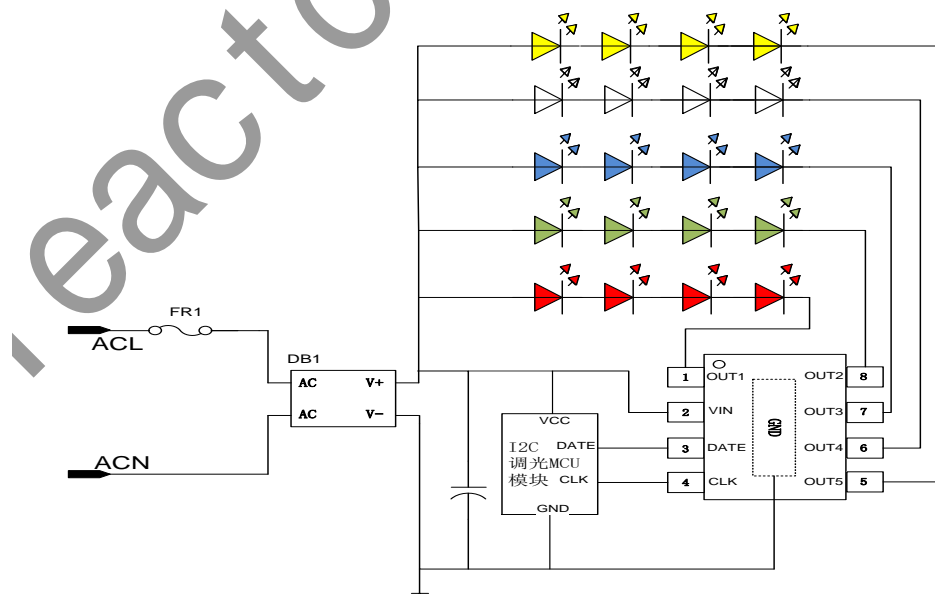 reacto
FR1
ACL
DB1
AC V+
AC V-
ACN
VCC
I2C DATE
调光MCU
模块 CLK
GND
1 OUT1 OUT2 8
2 VIN OUT3 7
3 DATE OUT4 6
4 CLK OUT5 5
GND